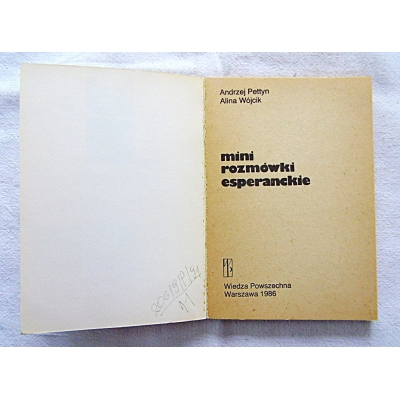 Andrzej Pettyn
Alina Wójcik
mini
rozmówki
esperanckie
Wiedza Powszechna
Warszawa 1986